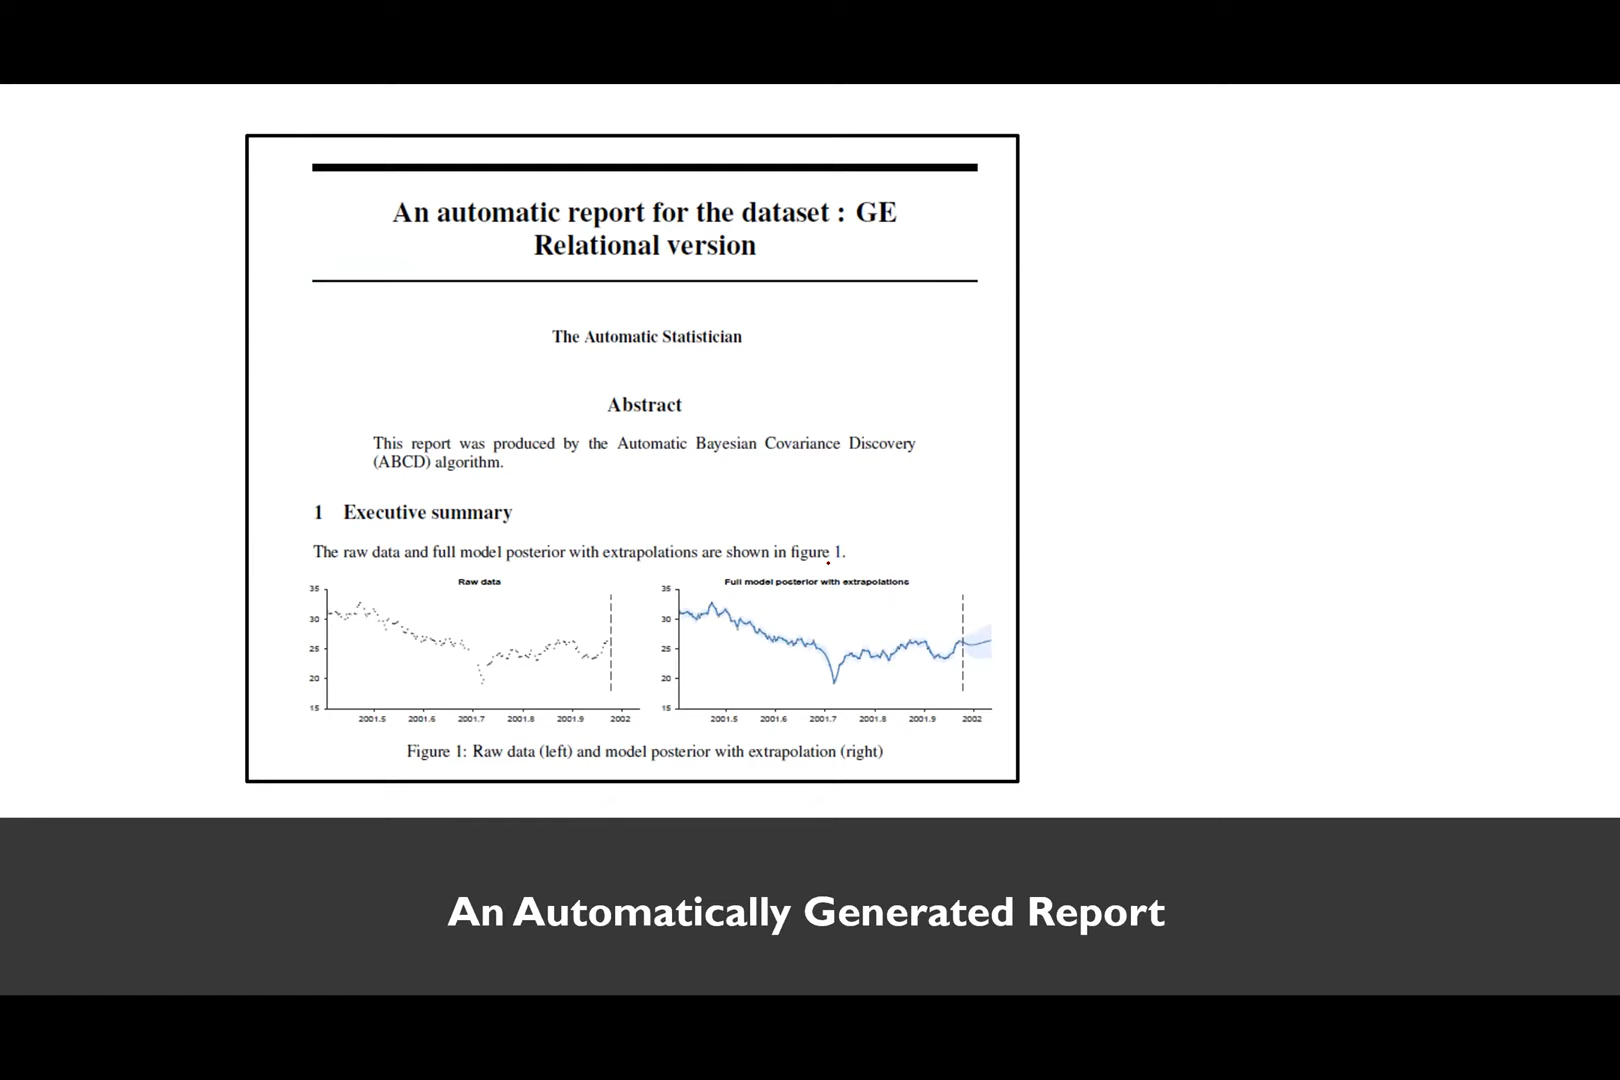 An automatic report for the dataset : GE
Relational version
The Automatic Statistician
Abstract
This report was produced by the Automatic Bayesian Covariance Discovery
(ABCD) algorithm.
1 Executive summary
The raw data and full model posterior with extrapolations are shown in figure 1.
Raw data
35
30
25
20
15
2001.5 2001.6 2001.7 2001.8 2001.9 2002
Full model posterior with extrapolations
35
30
25
20
15
2001.5 2001.6 2001.7 2001.8 2001.9 2002
Figure 1: Raw data (left) and model posterior with extrapolation (right)
An Automatically Generated Report